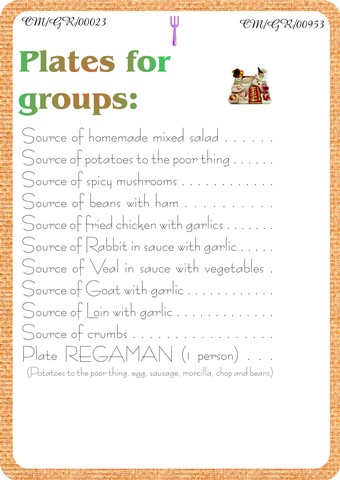 CM/GR/00023 CM/GR/00953
Plates for
groups:
Source of homemade mixed salad . . . . . .
Source of potatoes to the poor thing . . . . . .
Source of spicy mushrooms . . . . . . . . . . .
Source of beans with ham . . . . . . . . . .
Source of fried chicken with garlics . . . . . . .
Source of Rabbit in sauce with garlic . . . . .
Source of Veal in sauce with vegetables .
Source of Goat with garlic . . . . . . . . . . .
Source of Loin with garlic . . . . . . . . . . . .
Source of crumbs . . . . . . . . . . . . . . . . .
Plate REGAMAN (1 person) . . .
(Potatoes to the poor thing, egg, sausage, morcilla, chop and beans)